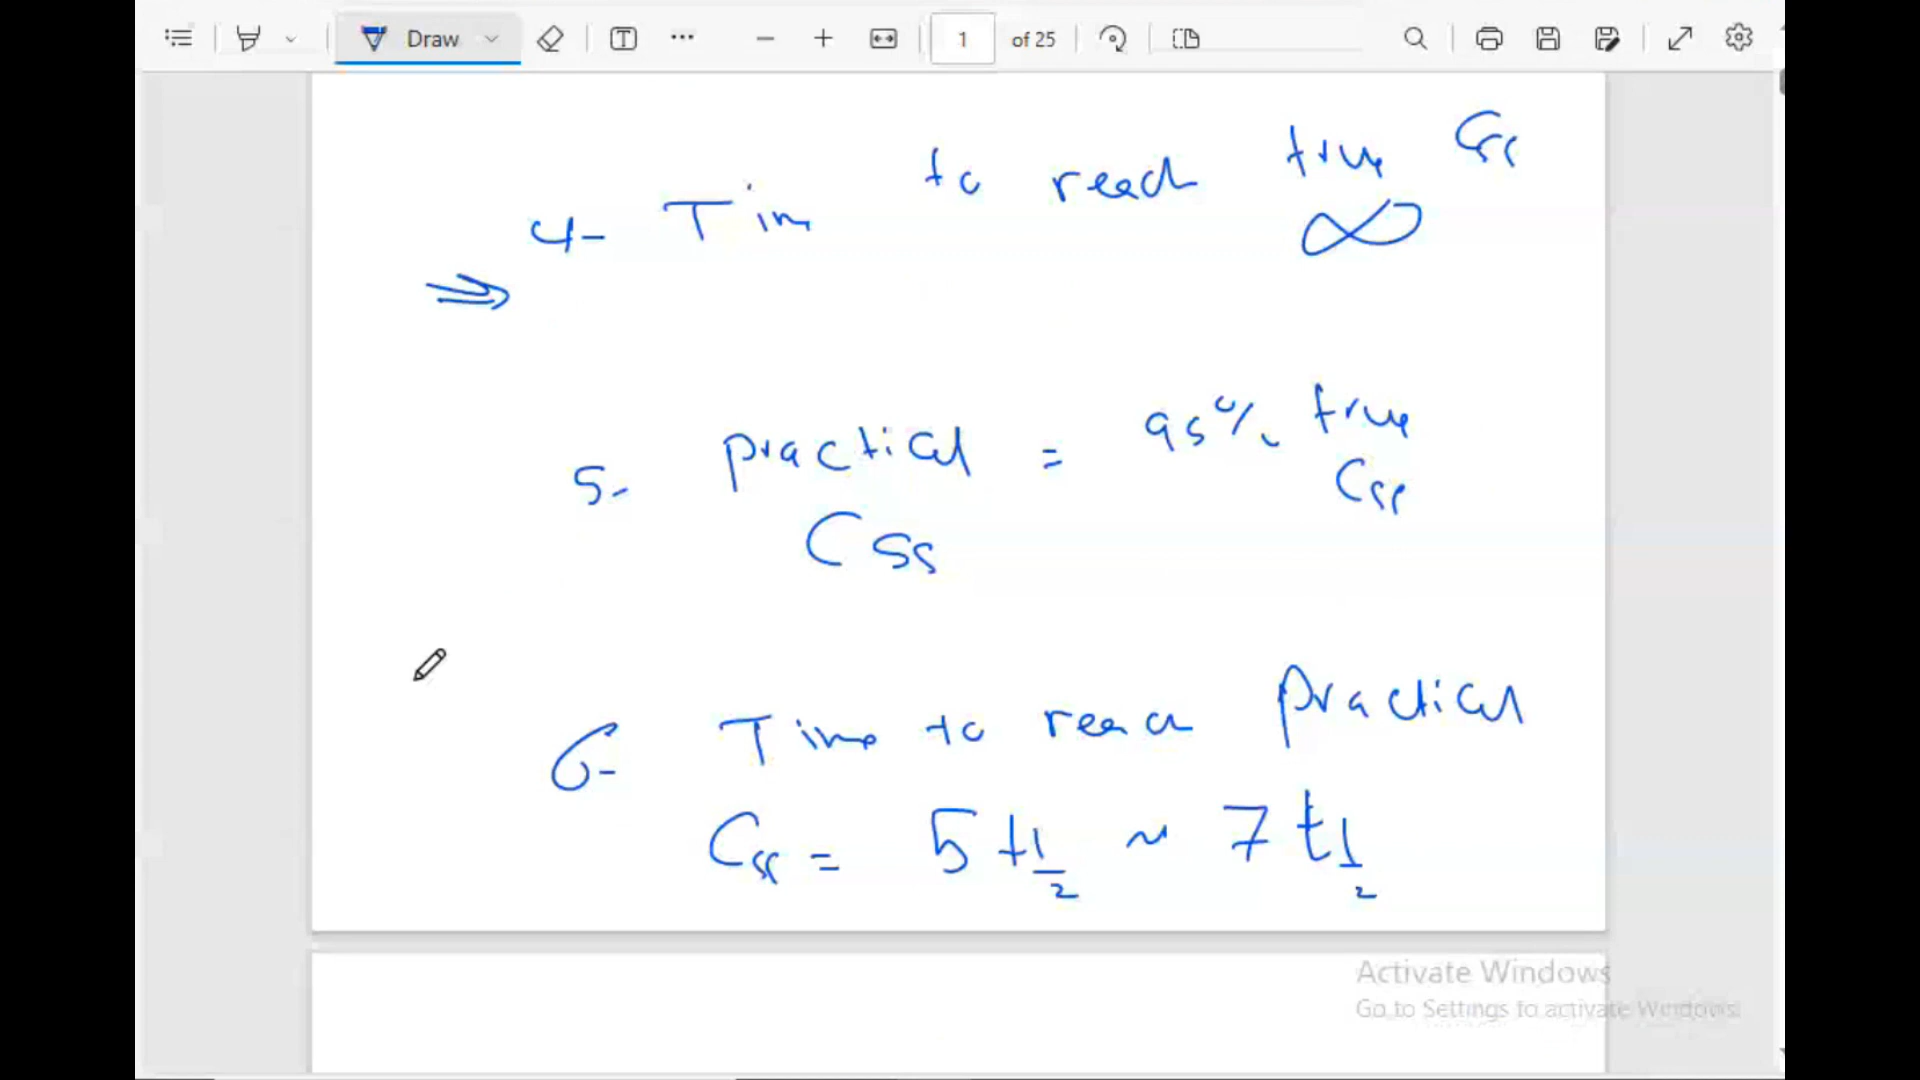 Draw
1 of 25
4- Tim to reach true Css
∞
⇒
5- practical = 95% true
Css Css
6- Time to reach practical
Css = 5 t1/2 ~ 7 t1/2
Activate Windows
Go to Settings to activate Windows.